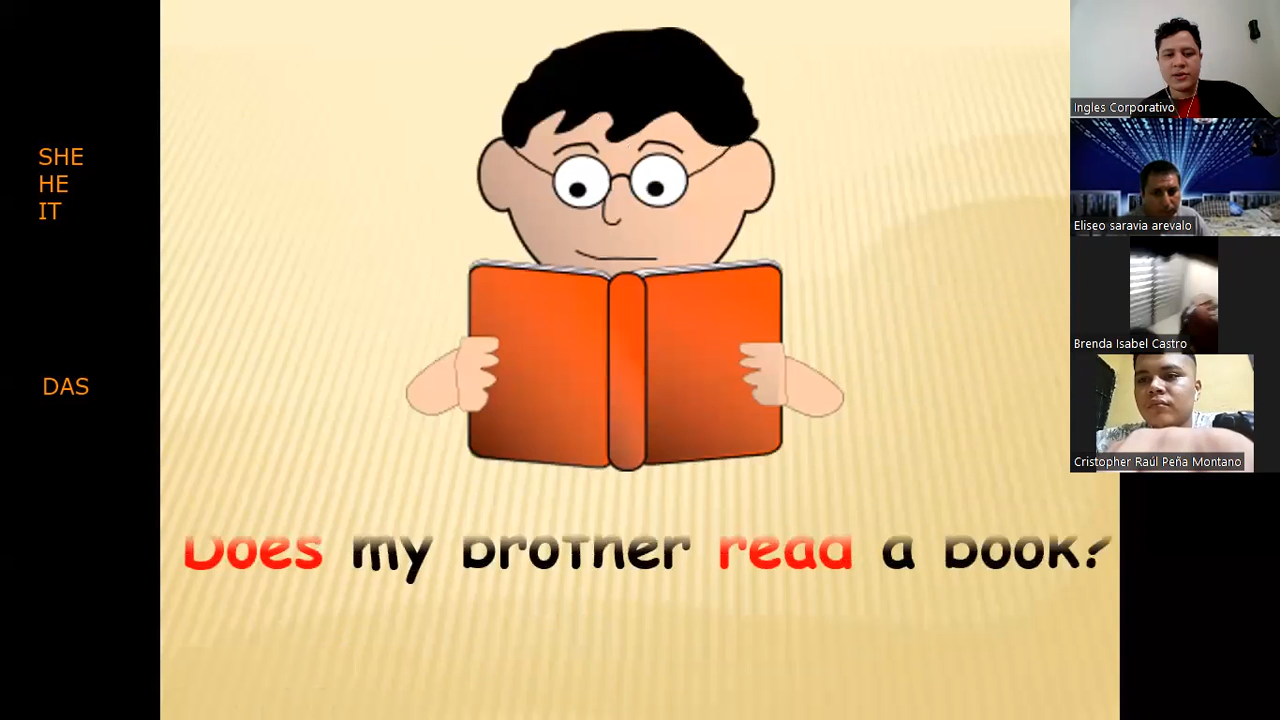 SHE
HE
IT
DAS
Does my brother read a book?
Ingles Corporativo
Eliseo saravia arevalo
Brenda Isabel Castro
Cristopher Raúl Peña Montano